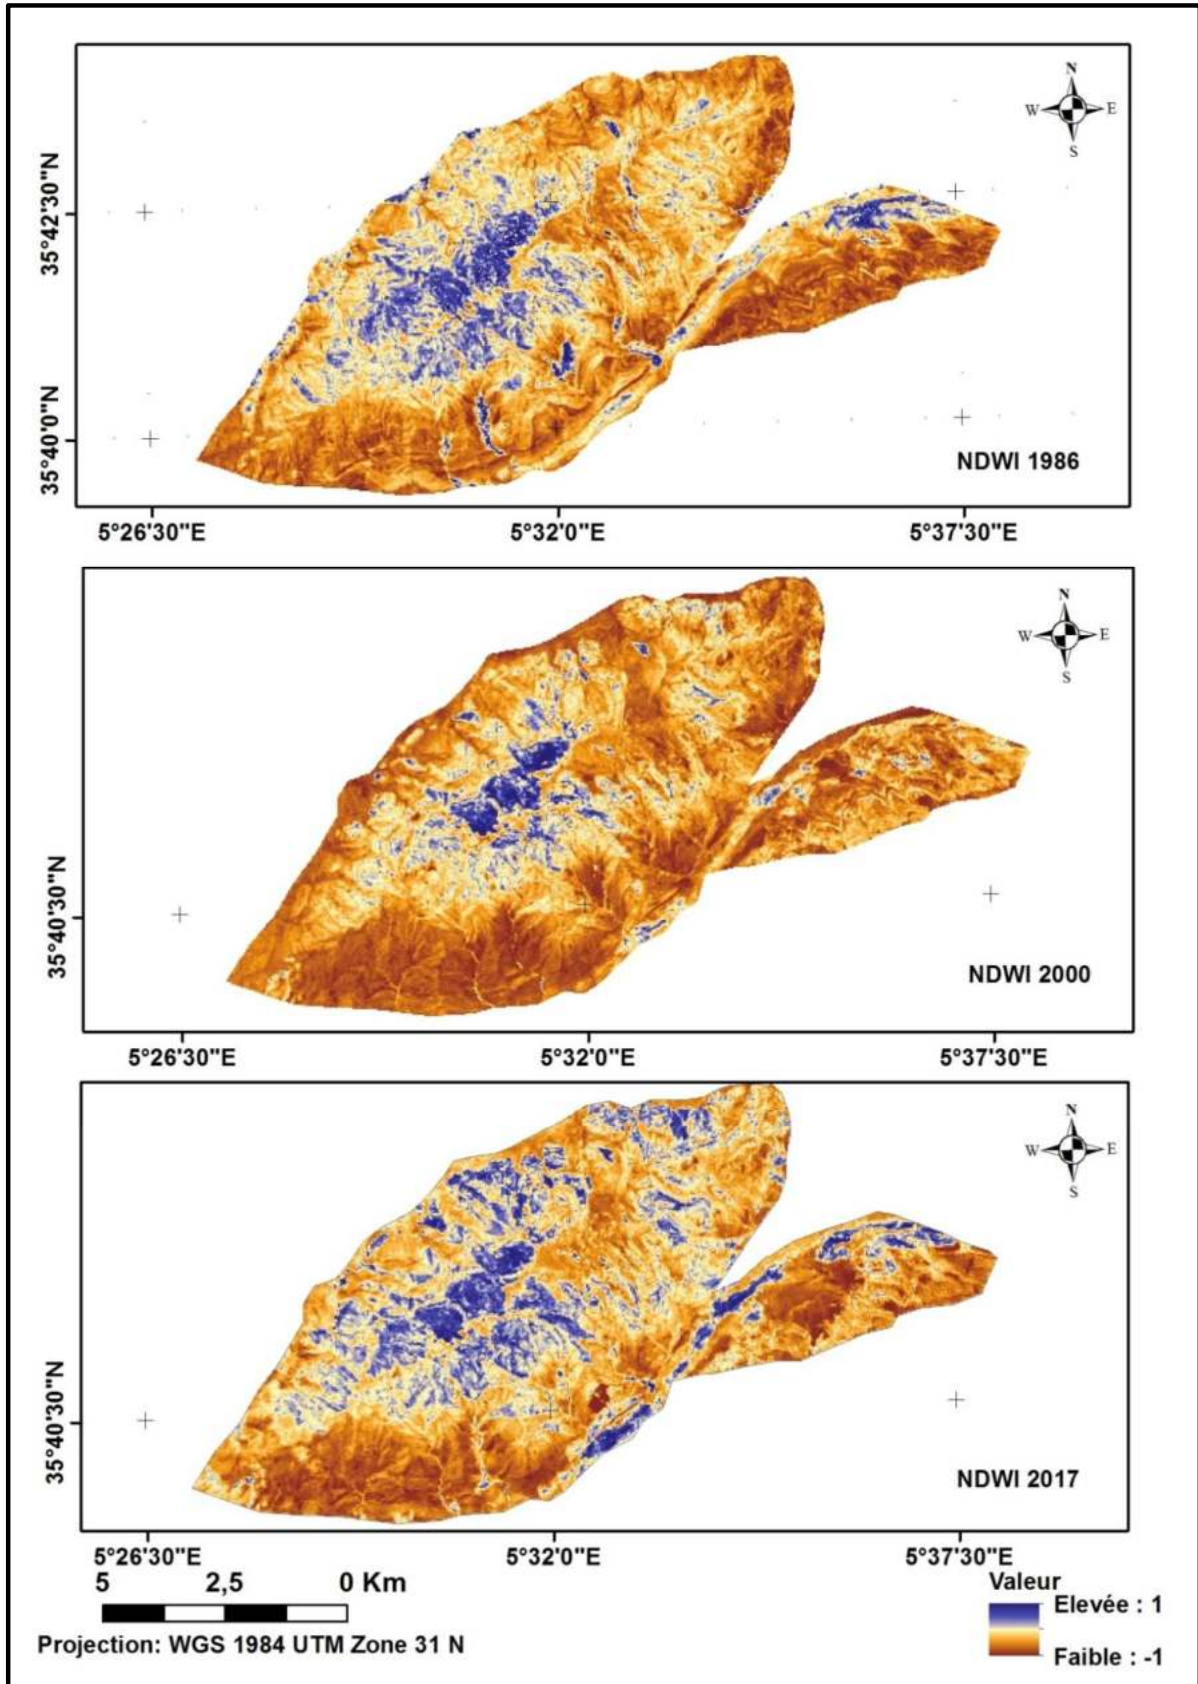 N
W E
S
35°42'30"N
35°40'0"N
NDWI 1986
5°26'30"E 5°32'0"E 5°37'30"E
N
W E
S
35°40'30"N
NDWI 2000
5°26'30"E 5°32'0"E 5°37'30"E
N
W E
S
35°40'30"N
NDWI 2017
5°26'30"E 5°32'0"E 5°37'30"E
5 2,5 0 Km
Projection: WGS 1984 UTM Zone 31 N
Valeur
Elevée : 1
Faible : -1